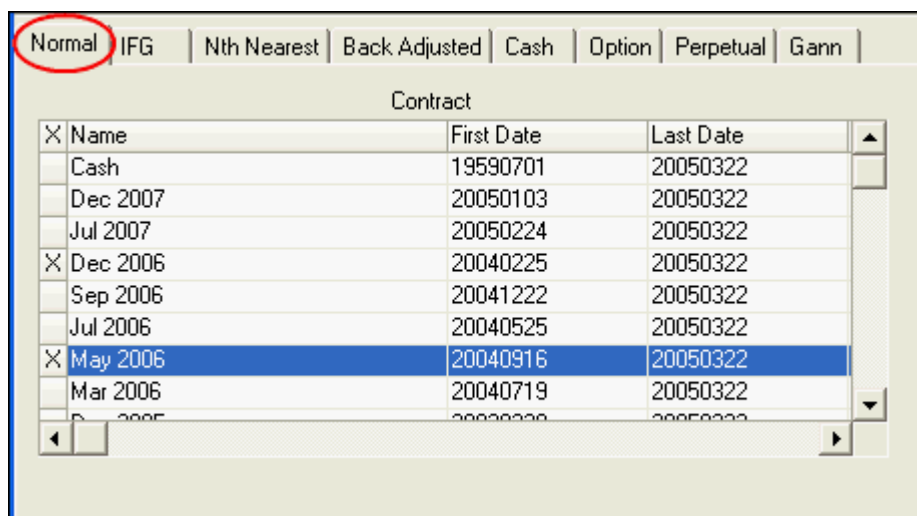 Normal IFG Nth Nearest Back Adjusted Cash Option Perpetual Gann
Contract
X Name First Date Last Date
Cash 19590701 20050322
Dec 2007 20050103 20050322
Jul 2007 20050224 20050322
X Dec 2006 20040225 20050322
Sep 2006 20041222 20050322
Jul 2006 20040525 20050322
X May 2006 20040916 20050322
Mar 2006 20040719 20050322